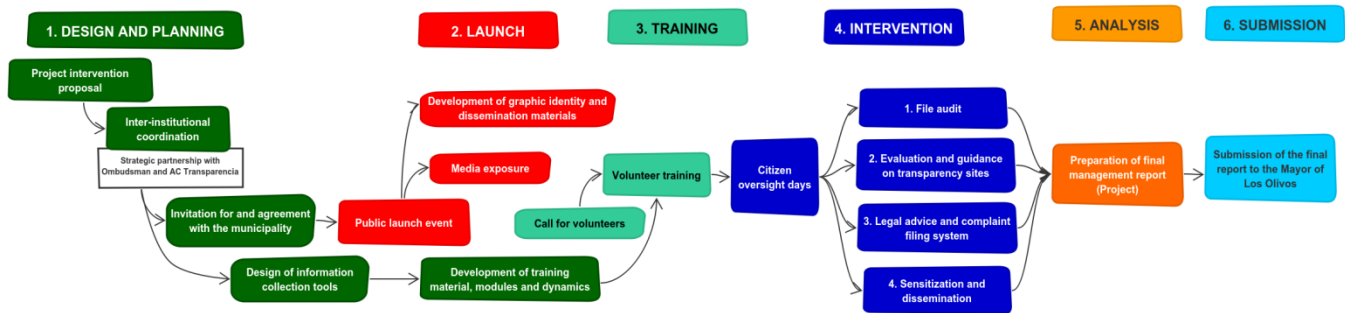 1. DESIGN AND PLANNING
2. LAUNCH
3. TRAINING
4. INTERVENTION
5. ANALYSIS
6. SUBMISSION
Project intervention
proposal
Inter-institutional
coordination
Strategic partnership with
Ombudsman and AC Transparencia
Invitation for and agreement
with the municipality
Design of information
collection tools
Development of graphic identity and
dissemination materials
Media exposure
Public launch event
Development of training
material, modules and dynamics
Volunteer training
Call for volunteers
Citizen
oversight days
1. File audit
2. Evaluation and guidance
on transparency sites
3. Legal advice and complaint
filing system
4. Sensitization and
dissemination
Preparation of final
management report
(Project)
Submission of the final
report to the Mayor of
Los Olivos